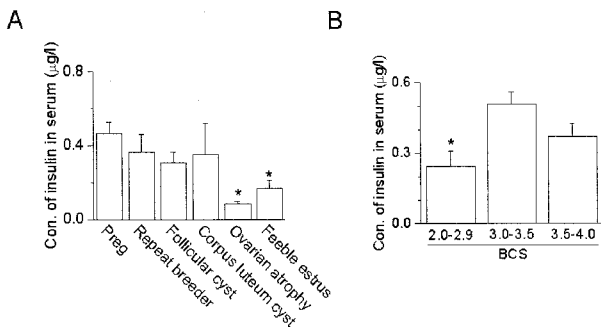 A
Con. of insulin in serum (μg/l)
0.8
0.4
0.0
*
*
Preg
Repeat breeder
Follicular cyst
Corpus luteum cyst
Ovarian atrophy
Feeble estrus
B
Con. of insulin in serum (μg/l)
0.6
0.3
0.0
*
2.0-2.9 3.0-3.5 3.5-4.0
BCS